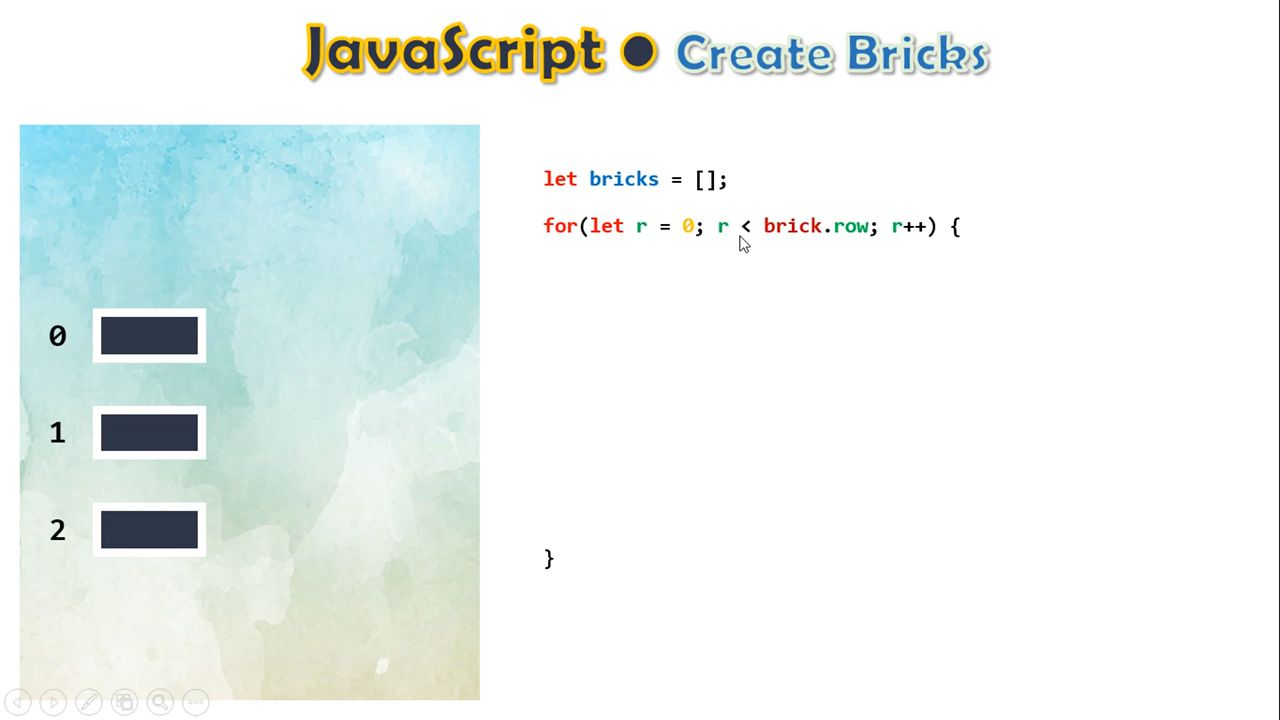 JavaScript ● Create Bricks
let bricks = [];
for(let r = 0; r < brick.row; r++) {
0
1
2
}